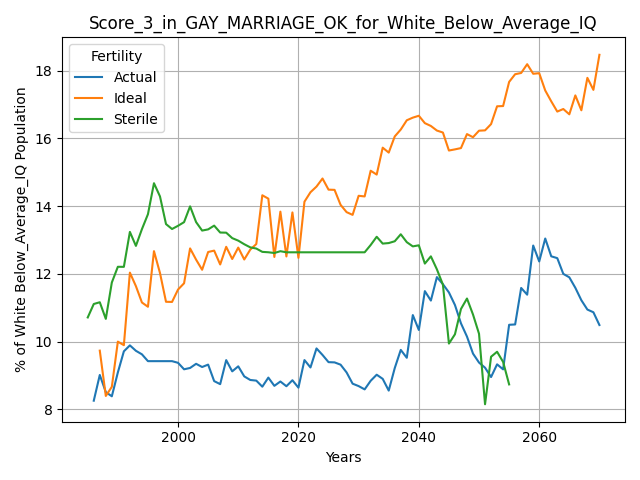 Score_3_in_GAY_MARRIAGE_OK_for_White_Below_Average_IQ
Fertility
Actual
Ideal
Sterile
% of White Below_Average_IQ Population
18
16
14
12
10
8
2000
2020
2040
2060
Years